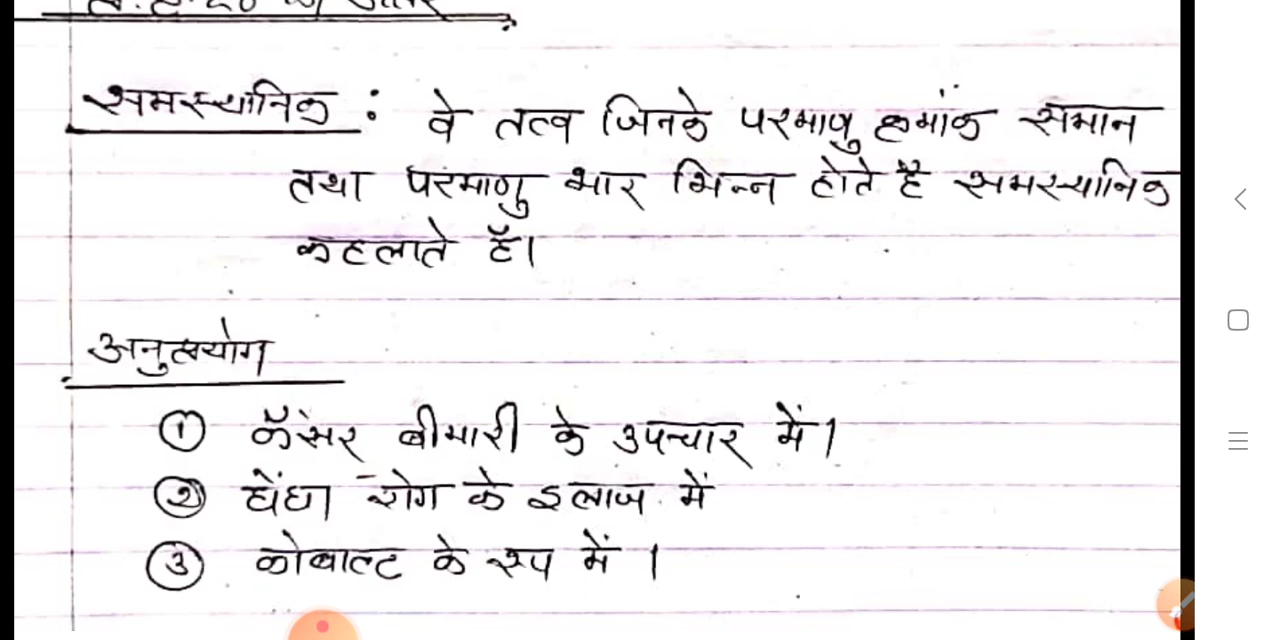 समस्थानिक : वे तत्व जिनके परमाणु क्रमांक समान
तथा परमाणु भार भिन्न होते है समस्थानिक
कहलाते हैं।
अनुप्रयोग
① कैंसर बीमारी के उपचार में।
② घेंघा रोग के इलाज में
③ कोबाल्ट के रूप में।